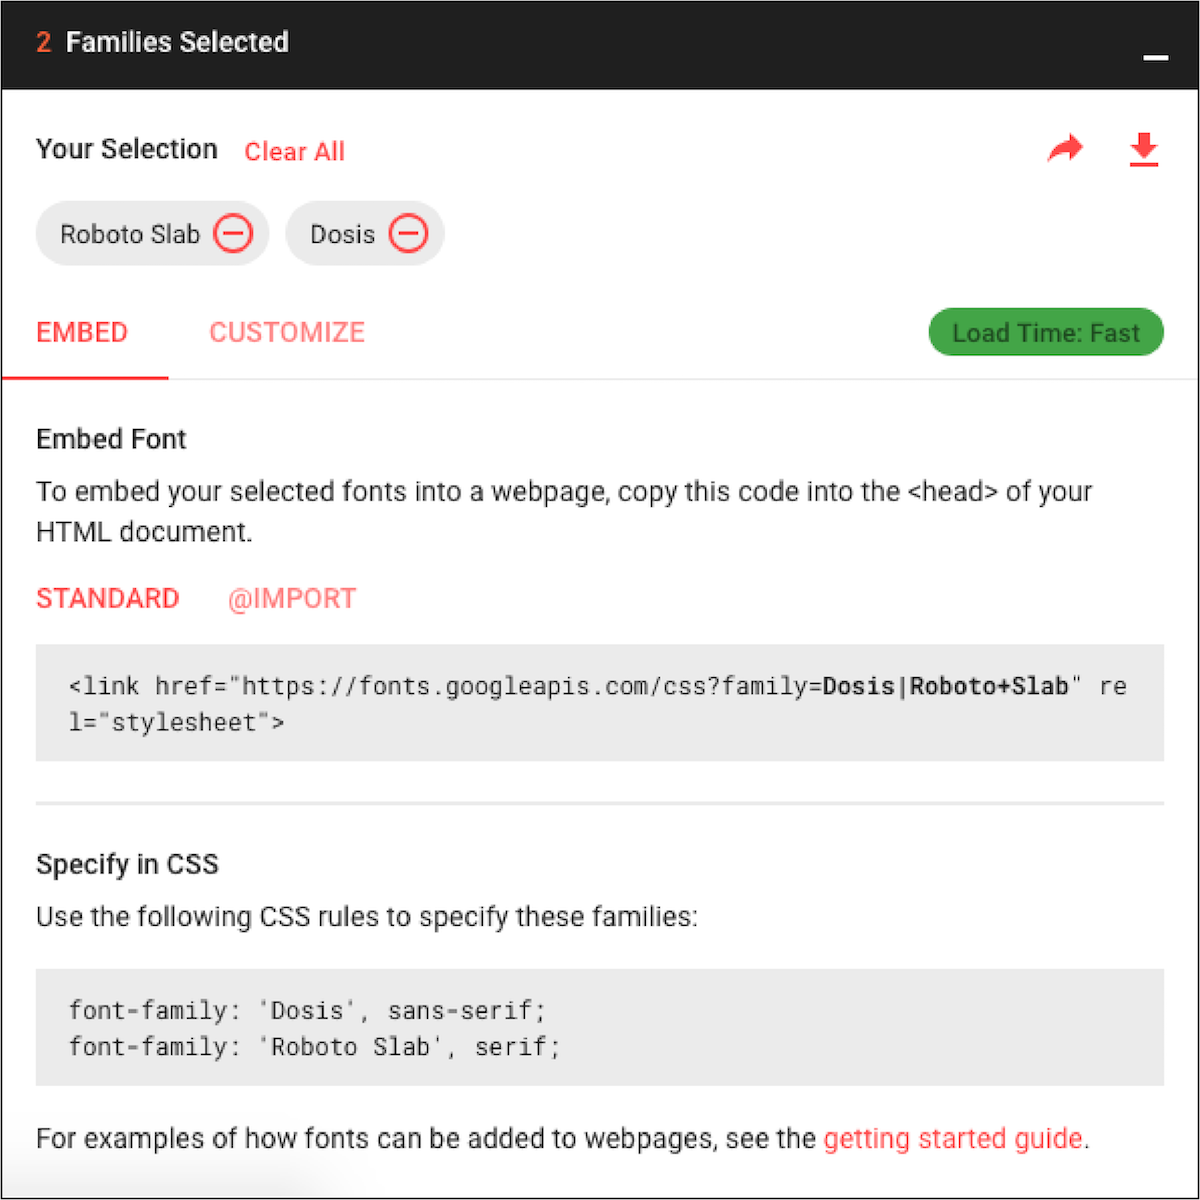 2 Families Selected
Your Selection Clear All
Roboto Slab Dosis
EMBED CUSTOMIZE Load Time: Fast
Embed Font
To embed your selected fonts into a webpage, copy this code into the <head> of your
HTML document.
STANDARD @IMPORT
<link href="https://fonts.googleapis.com/css?family=Dosis|Roboto+Slab" re
l="stylesheet">
Specify in CSS
Use the following CSS rules to specify these families:
font-family: 'Dosis', sans-serif;
font-family: 'Roboto Slab', serif;
For examples of how fonts can be added to webpages, see the getting started guide.